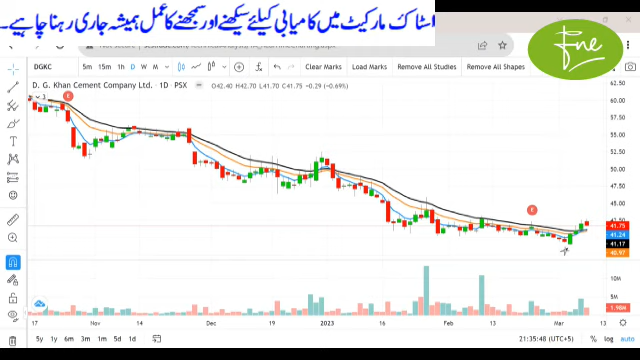 اسٹاک مارکیٹ میں کامیابی کیلئے سیکھنے اور سمجھنے کا عمل ہمیشہ جاری رہنا چاہیے۔
Fne
DGKC 5m 15m 1h D W M Clear Marks Load Marks Remove All Studies Remove All Shapes
D. G. Khan Cement Company Ltd. · 1D · PSX O42.40 H42.70 L41.70 C41.75 −0.29 (−0.69%)
62.50
60.00
57.50
55.00
52.50
50.00
47.50
45.00
42.50
41.75
41.24
41.17
40.97
E
E
10M
5M
1.98M
17 Nov 14 Dec 19 2023 16 Feb 13 Mar 13
5y 1y 6m 3m 1m 5d 1d 21:35:48 (UTC+5) % log auto